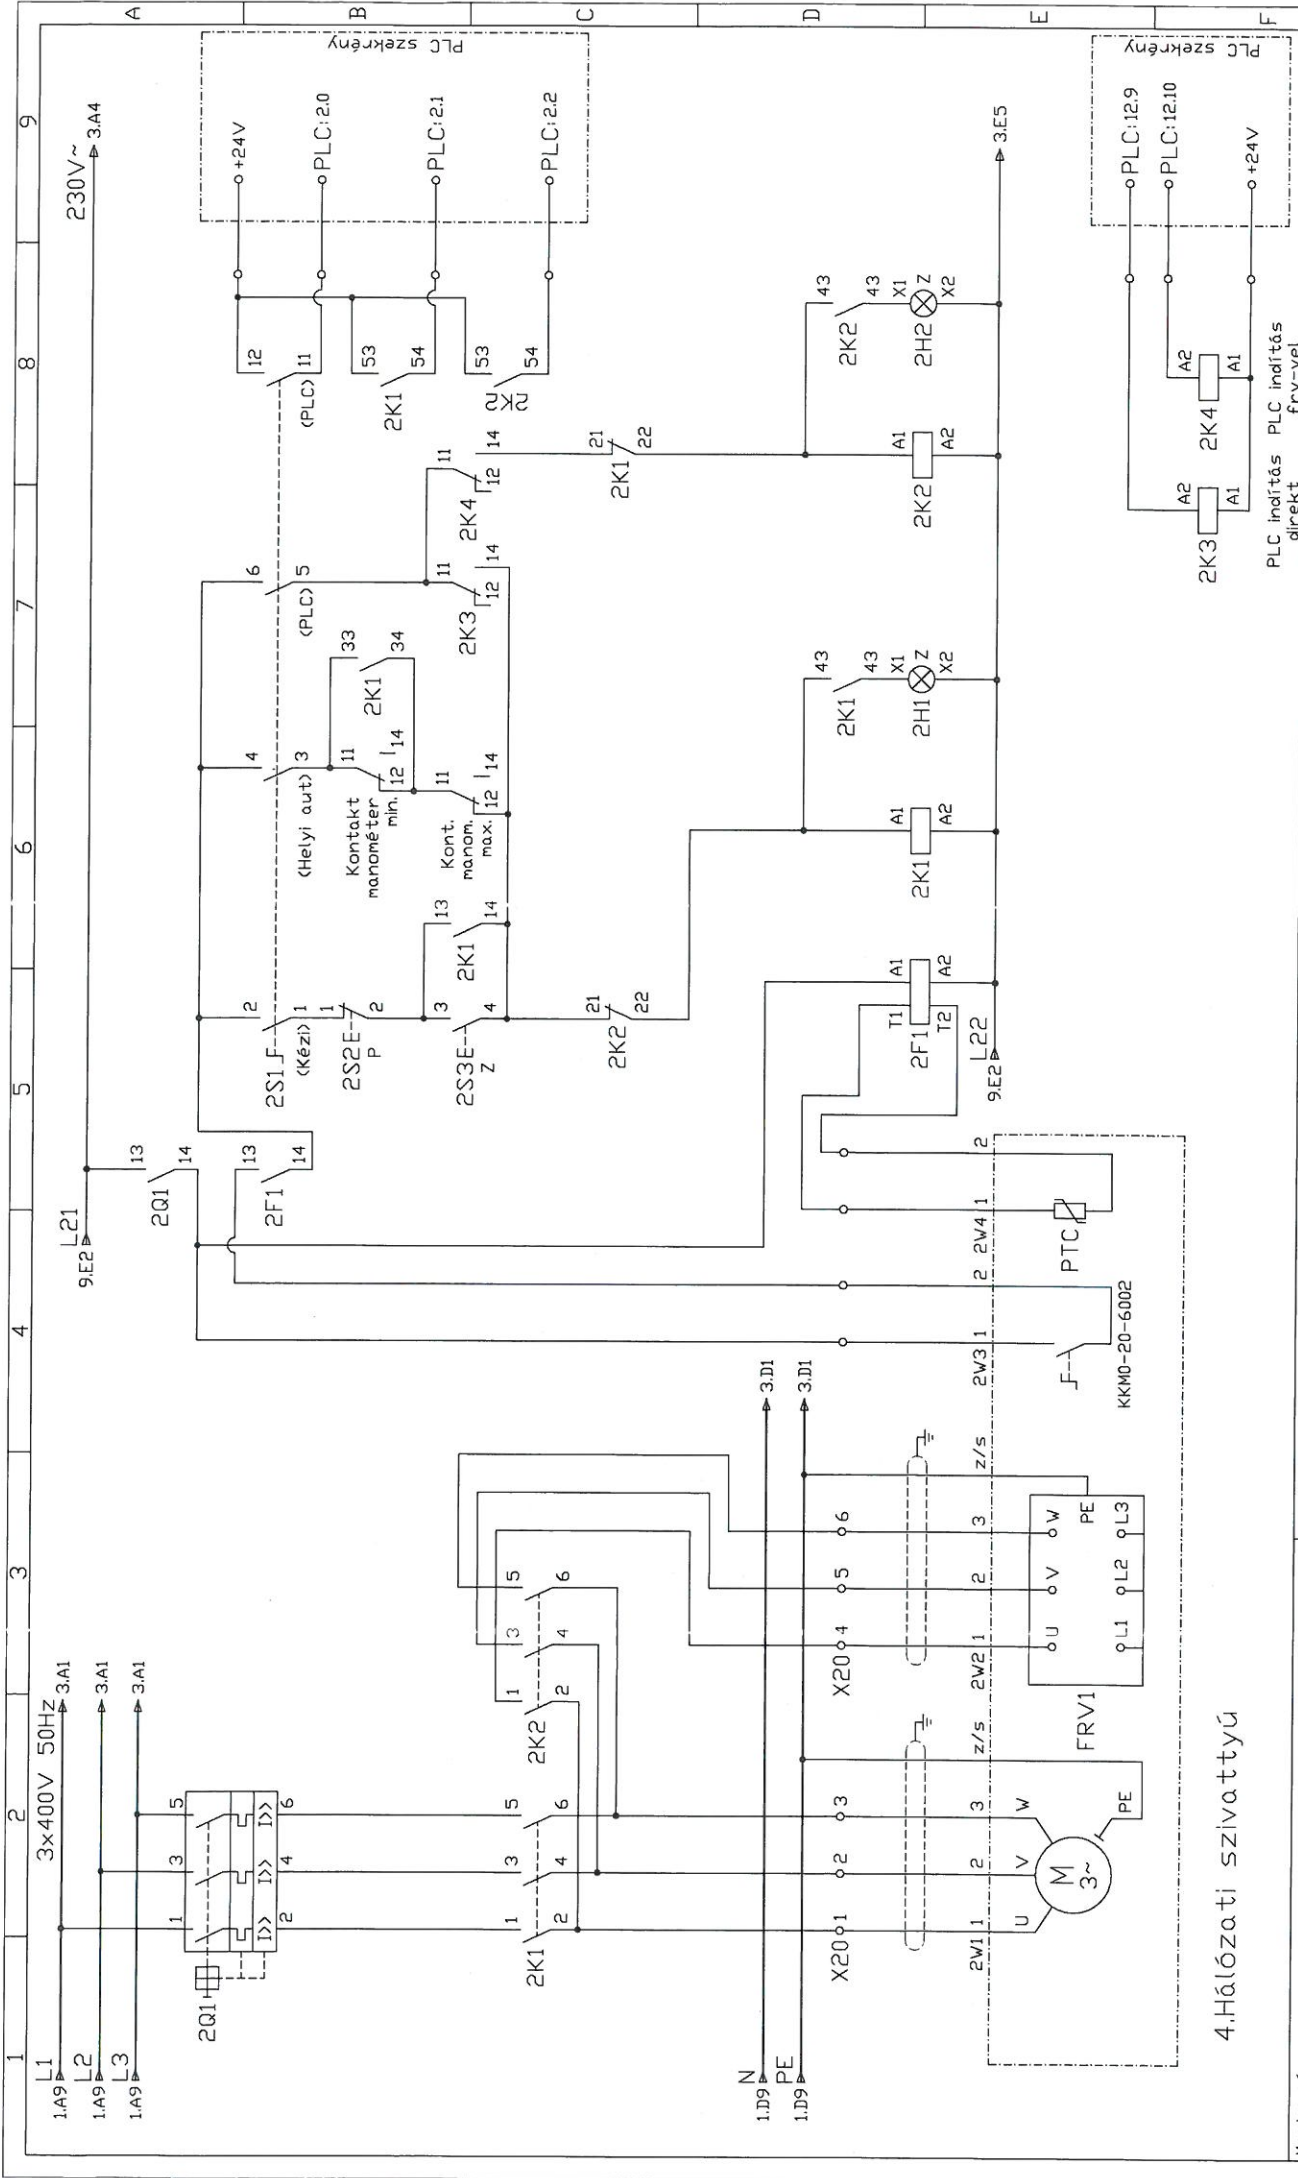 1
2
3
4
5
6
7
8
9
A
B
C
D
E
F
1.A9 L1
1.A9 L2
1.A9 L3
3x400V 50Hz
3.A1
3.A1
3.A1
2Q1
1 3 5
I>> I>> I>>
2 4 6
2K1
1 3 5
2 4 6
2K2
1 3 5
2 4 6
1.D9 N
1.D9 PE
3.D1
3.D1
X20 1 2 3
X20 4 5 6
2W1 1 2 3 z/s
2W2 1 2 3 z/s
2W3 1 2
2W4 1 2
U V W
M
3~
PE
U V W
PE
L1 L2 L3
FRV1
KKM0-20-6002
PTC
4.Hálózati szivattyú
9.E2 L21
230V~
3.A4
2Q1
13
14
2F1
13
14
2S1
2
1
(Kézi)
2S2
P
1
2
2S3
Z
3
4
2K1
13
14
4
3
(Helyi aut)
Kontakt
manométer
min.
11
12
14
2K1
33
34
Kont.
manom.
max.
11
12
14
6
5
(PLC)
2K3
11
12
14
2K4
11
12
14
2K2
21
22
2K1
21
22
12
11
(PLC)
2K1
53
54
2K2
53
54
PLC szekrény
+24V
PLC:2.0
PLC:2.1
PLC:2.2
2F1
T1
T2
A1
A2
9.E2 L22
2K1
A1
A2
2K1
43
43
2H1
X1
Z
X2
2K2
A1
A2
2K2
43
43
2H2
X1
Z
X2
3.E5
PLC szekrény
PLC:12.9
PLC:12.10
+24V
2K3
A2
A1
2K4
A2
A1
PLC indítás
direkt
PLC indítás
frv-vel